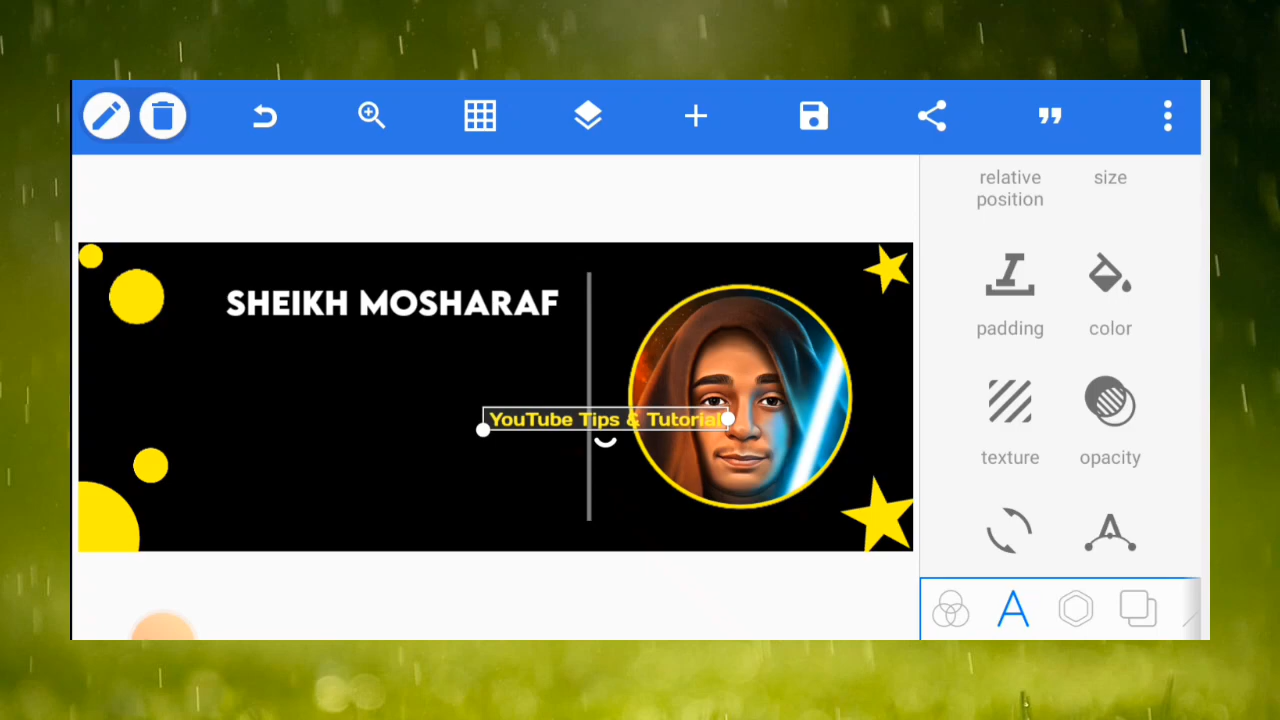 relative
position
size
SHEIKH MOSHARAF
padding
color
YouTube Tips & Tutorial
texture
opacity